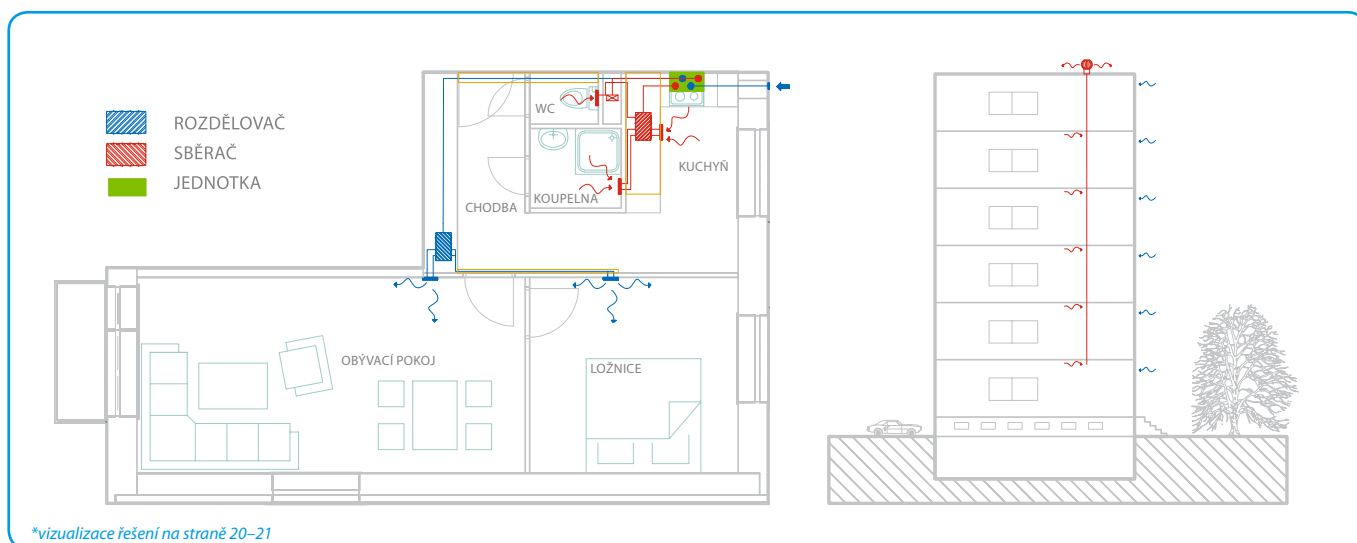 ROZDĚLOVAČ
SBĚRAČ
JEDNOTKA
WC
KUCHYŇ
KOUPELNA
CHODBA
OBÝVACÍ POKOJ
LOŽNICE
*vizualizace řešení na straně 20–21